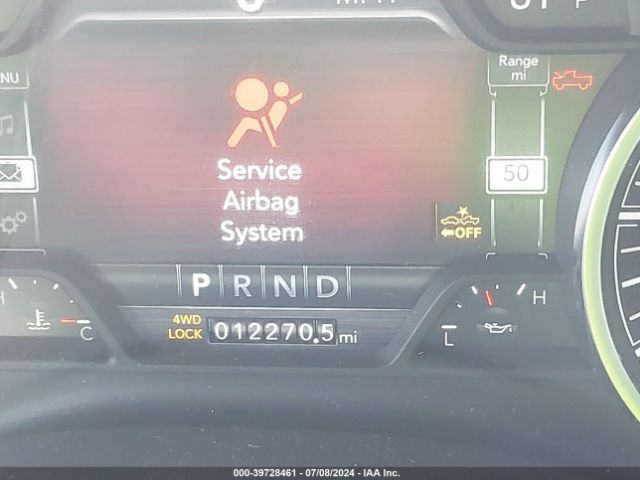 Range
mi
50
Service
Airbag
System
OFF
P R N D
4WD
LOCK
012270.5 mi
H
C
H
L
000-39728461 - 07/08/2024 - IAA Inc.